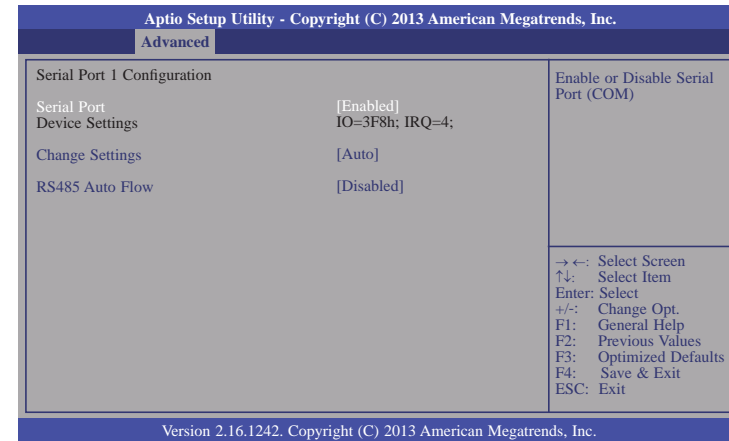 Aptio Setup Utility - Copyright (C) 2013 American Megatrends, Inc.
Advanced
Serial Port 1 Configuration
Serial Port [Enabled]
Device Settings IO=3F8h; IRQ=4;
Change Settings [Auto]
RS485 Auto Flow [Disabled]
Enable or Disable Serial
Port (COM)
→ ←: Select Screen
↑↓: Select Item
Enter: Select
+/-: Change Opt.
F1: General Help
F2: Previous Values
F3: Optimized Defaults
F4: Save & Exit
ESC: Exit
Version 2.16.1242. Copyright (C) 2013 American Megatrends, Inc.